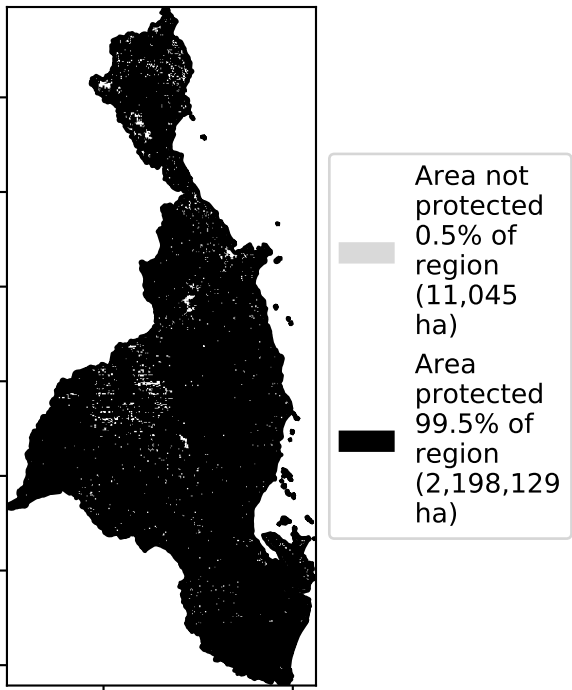 Area not
protected
0.5% of
region
(11,045
ha)
Area
protected
99.5% of
region
(2,198,129
ha)